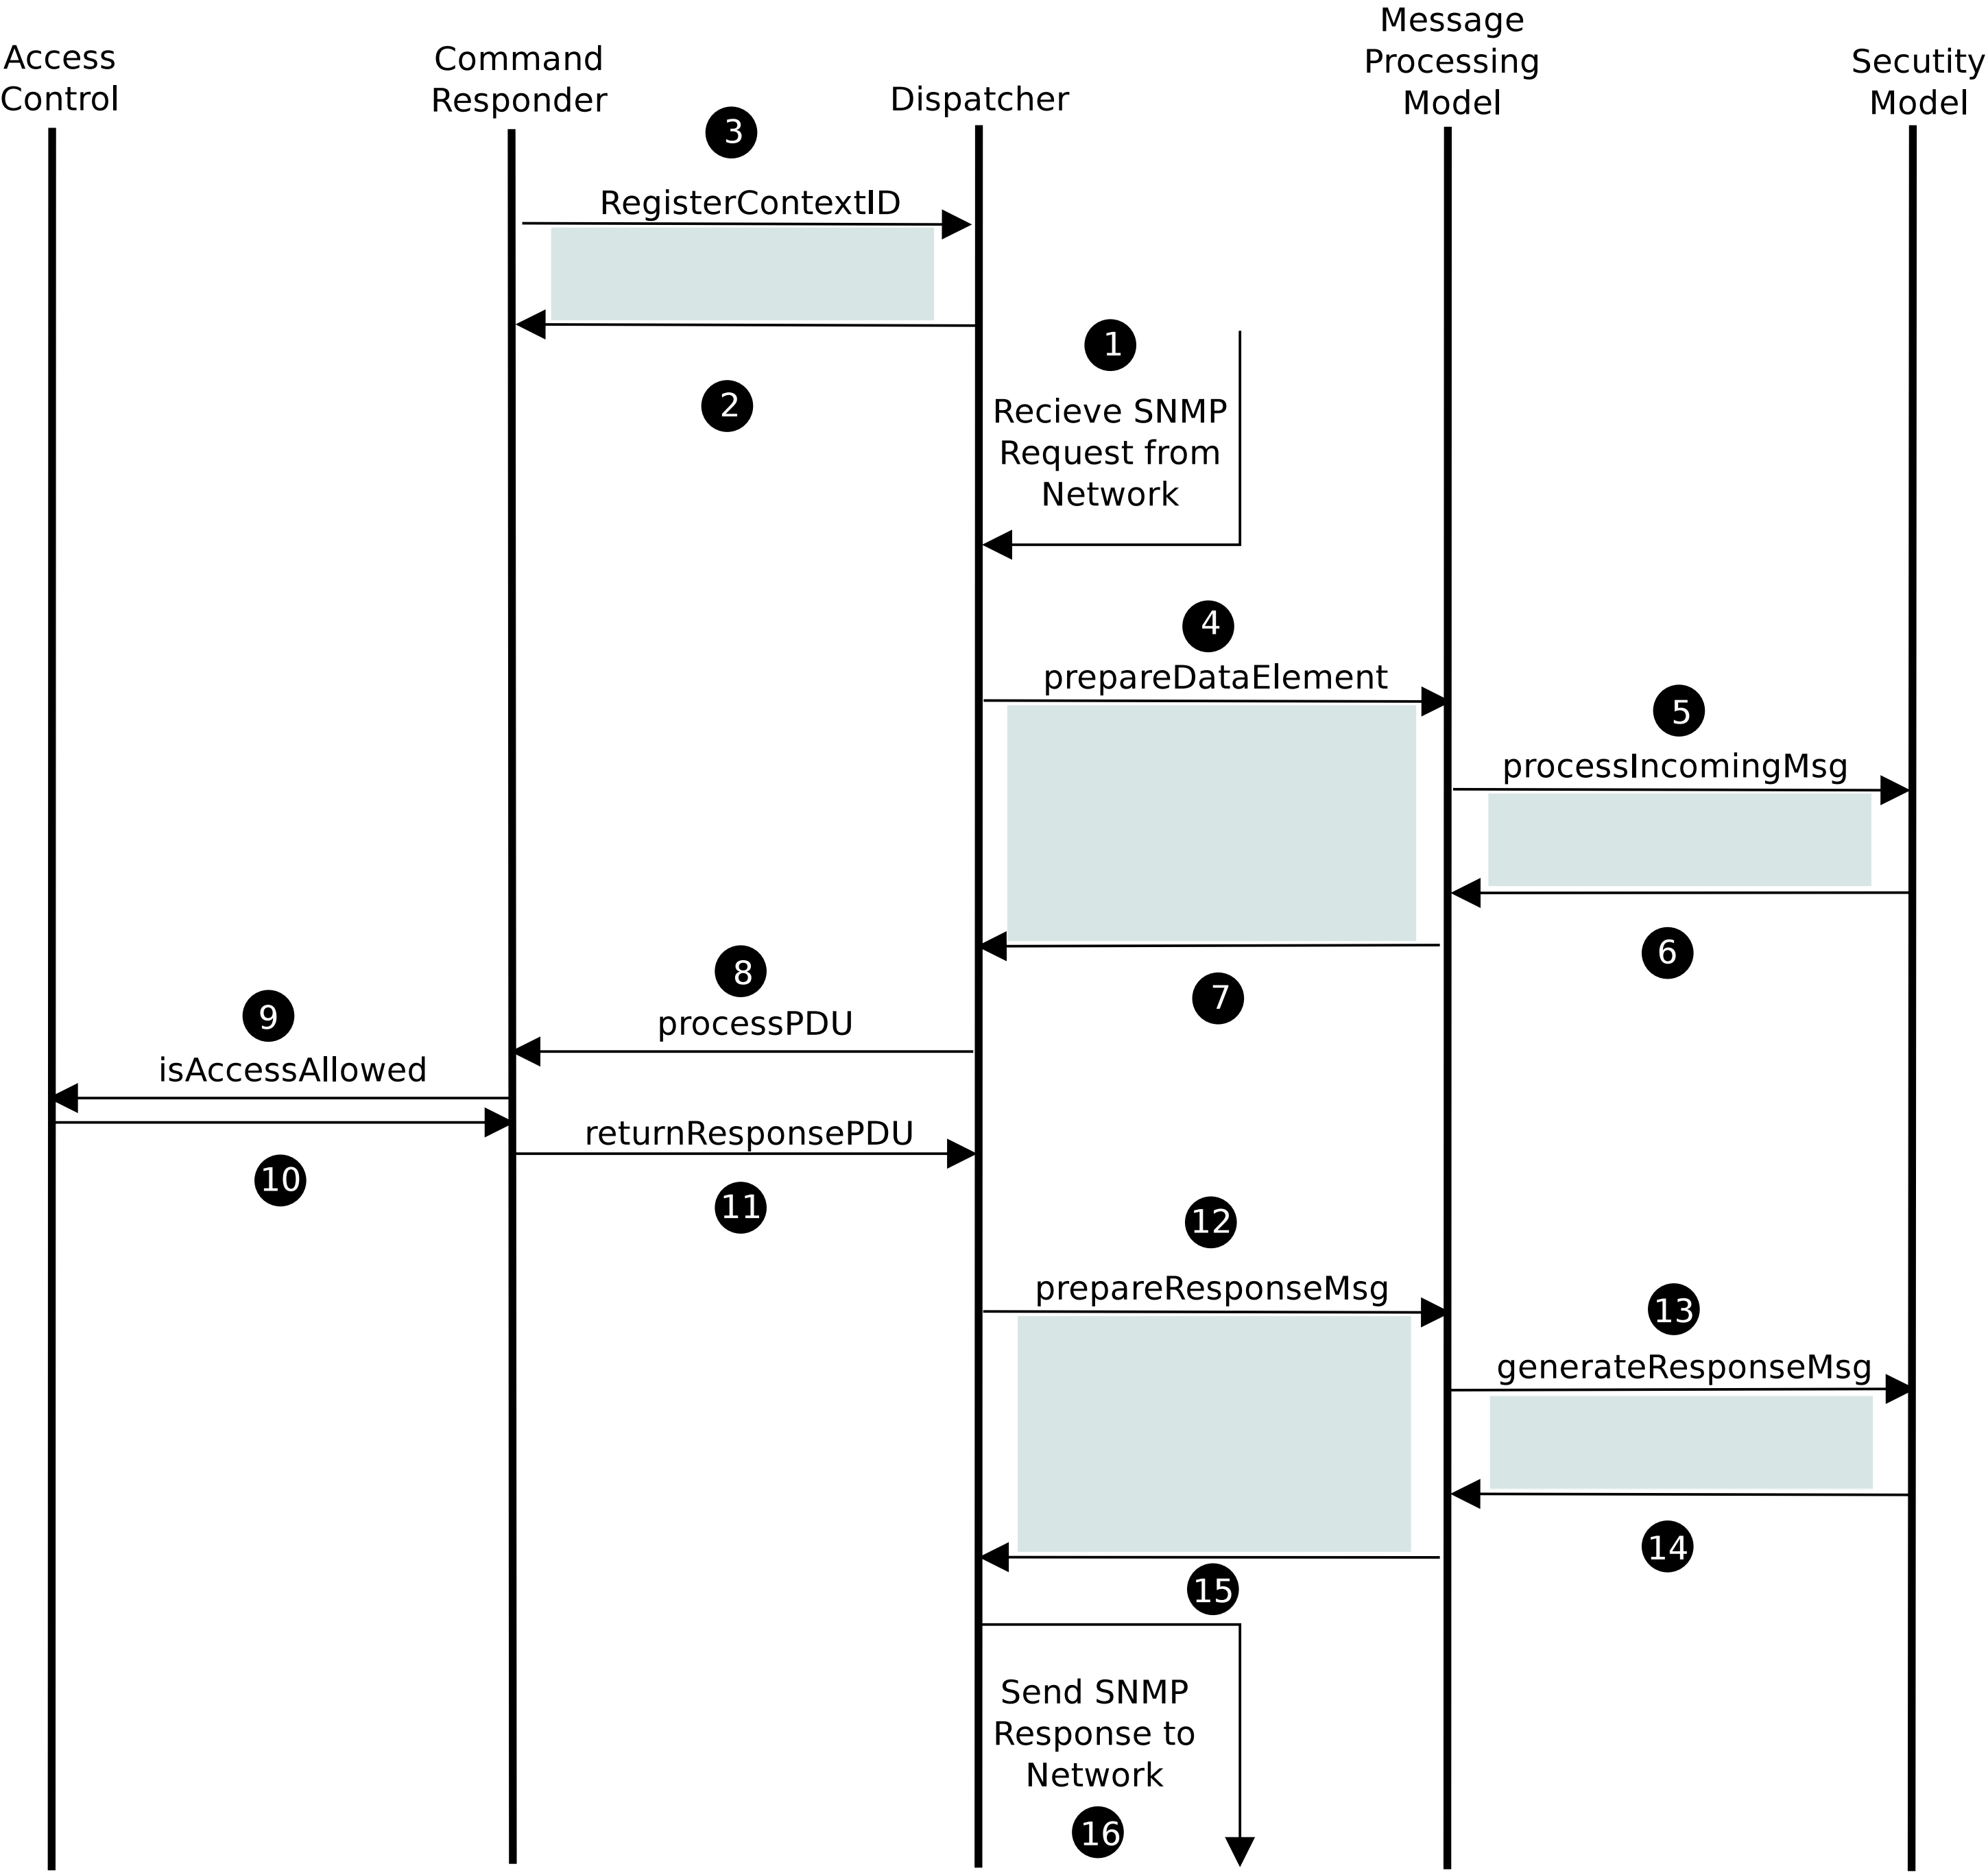 Access
Control
Command
Responder
Dispatcher
Message
Processing
Model
Secutity
Model
3
RegisterContextID
2
1
Recieve SNMP
Request from
Network
4
prepareDataElement
5
processIncomingMsg
6
7
8
processPDU
9
isAccessAllowed
10
returnResponsePDU
11
12
prepareResponseMsg
13
generateResponseMsg
14
15
Send SNMP
Response to
Network
16